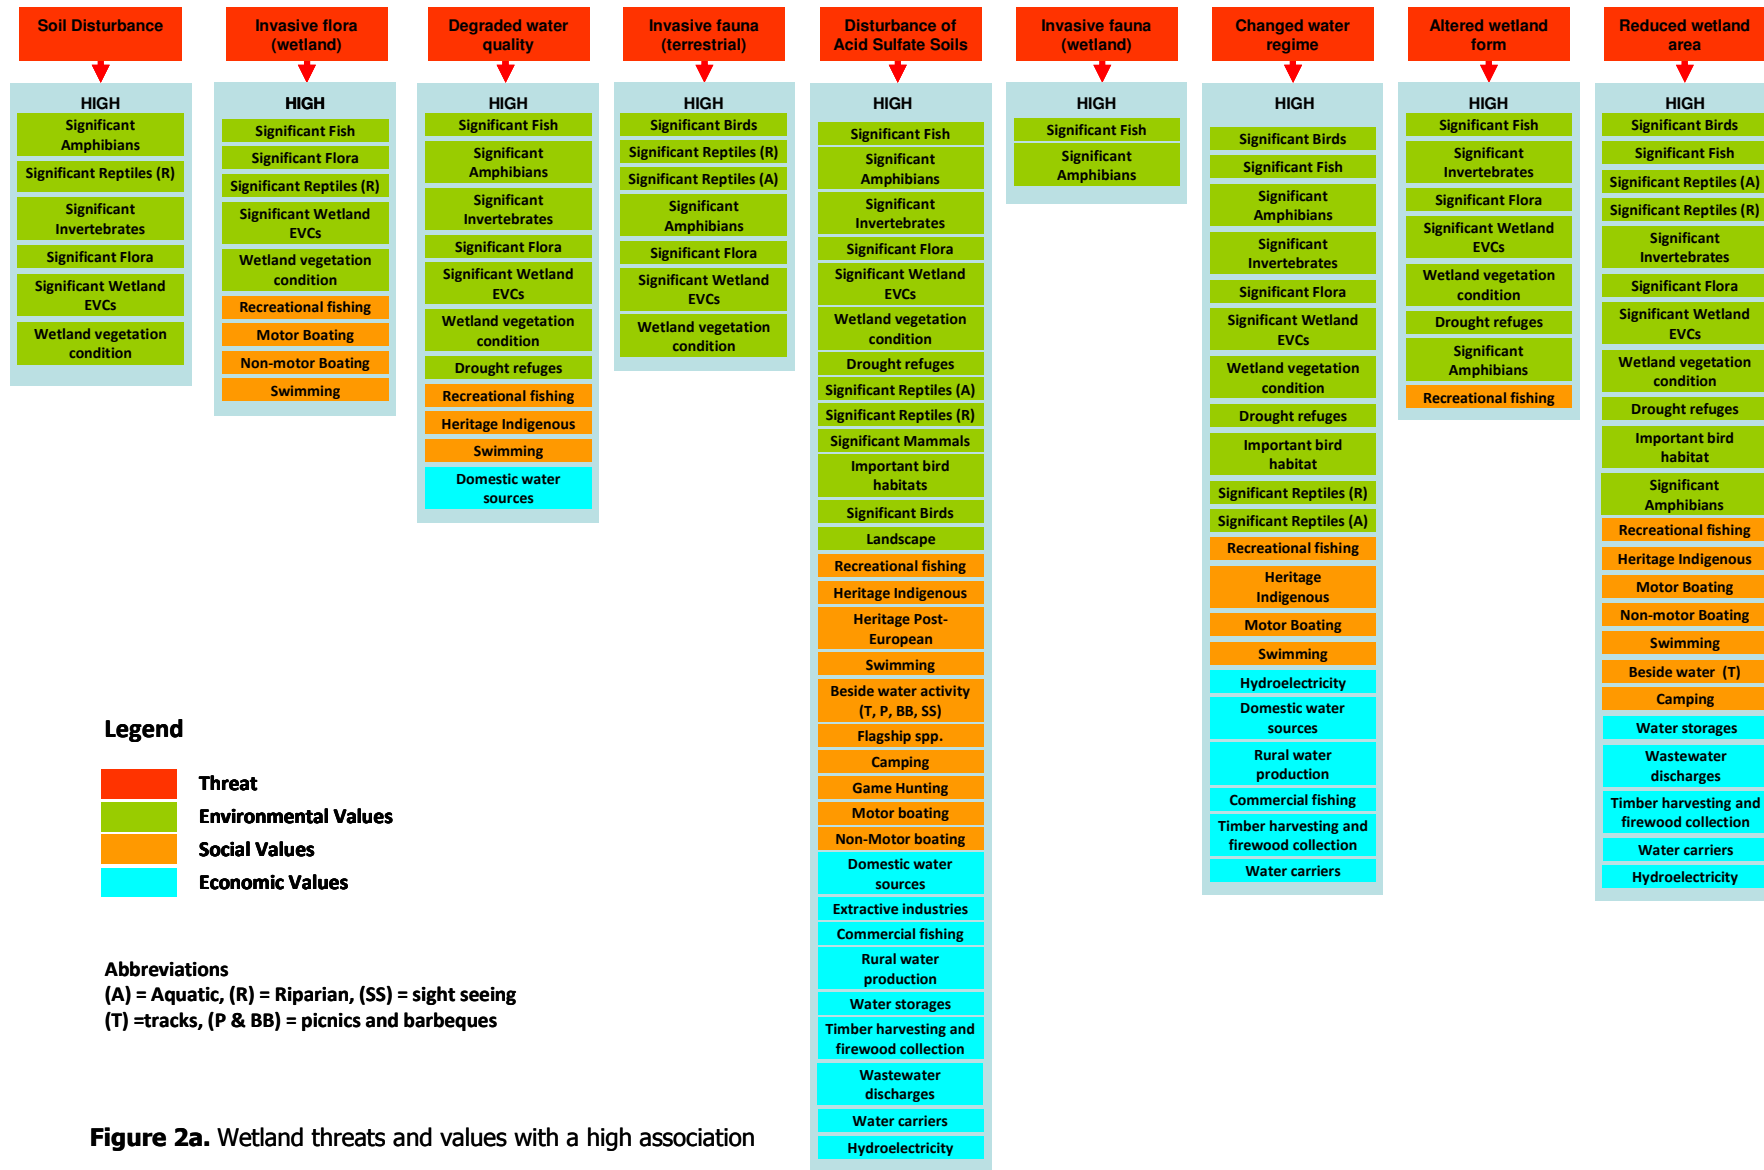 Soil Disturbance
HIGH
Significant
Amphibians
Significant Reptiles (R)
Significant
Invertebrates
Significant Flora
Significant Wetland
EVCs
Wetland vegetation
condition
Invasive flora
(wetland)
HIGH
Significant Fish
Significant Flora
Significant Reptiles (R)
Significant Wetland
EVCs
Wetland vegetation
condition
Recreational fishing
Motor Boating
Non-motor Boating
Swimming
Degraded water
quality
HIGH
Significant Fish
Significant
Amphibians
Significant
Invertebrates
Significant Flora
Significant Wetland
EVCs
Wetland vegetation
condition
Drought refuges
Recreational fishing
Heritage Indigenous
Swimming
Domestic water
sources
Invasive fauna
(terrestrial)
HIGH
Significant Birds
Significant Reptiles (R)
Significant Reptiles (A)
Significant
Amphibians
Significant Flora
Significant Wetland
EVCs
Wetland vegetation
condition
Disturbance of
Acid Sulfate Soils
HIGH
Significant Fish
Significant
Amphibians
Significant
Invertebrates
Significant Flora
Significant Wetland
EVCs
Wetland vegetation
condition
Drought refuges
Significant Reptiles (A)
Significant Reptiles (R)
Significant Mammals
Important bird
habitats
Significant Birds
Landscape
Recreational fishing
Heritage Indigenous
Heritage Post-
European
Swimming
Beside water activity
(T, P, BB, SS)
Flagship spp.
Camping
Game Hunting
Motor boating
Non-Motor boating
Domestic water
sources
Extractive industries
Commercial fishing
Rural water
production
Water storages
Timber harvesting and
firewood collection
Wastewater
discharges
Water carriers
Hydroelectricity
Invasive fauna
(wetland)
HIGH
Significant Fish
Significant
Amphibians
Changed water
regime
HIGH
Significant Birds
Significant Fish
Significant
Amphibians
Significant
Invertebrates
Significant Flora
Significant Wetland
EVCs
Wetland vegetation
condition
Drought refuges
Important bird
habitat
Significant Reptiles (R)
Significant Reptiles (A)
Recreational fishing
Heritage
Indigenous
Motor Boating
Swimming
Hydroelectricity
Domestic water
sources
Rural water
production
Commercial fishing
Timber harvesting and
firewood collection
Water carriers
Altered wetland
form
HIGH
Significant Fish
Significant
Invertebrates
Significant Flora
Significant Wetland
EVCs
Wetland vegetation
condition
Drought refuges
Significant
Amphibians
Recreational fishing
Reduced wetland
area
HIGH
Significant Birds
Significant Fish
Significant Reptiles (A)
Significant Reptiles (R)
Significant
Invertebrates
Significant Flora
Significant Wetland
EVCs
Wetland vegetation
condition
Drought refuges
Important bird
habitat
Significant
Amphibians
Recreational fishing
Heritage Indigenous
Motor Boating
Non-motor Boating
Swimming
Beside water (T)
Camping
Water storages
Wastewater
discharges
Timber harvesting and
firewood collection
Water carriers
Hydroelectricity
Legend
Threat
Environmental Values
Social Values
Economic Values
Abbreviations
(A) = Aquatic, (R) = Riparian, (SS) = sight seeing
(T) =tracks, (P & BB) = picnics and barbeques
Figure 2a. Wetland threats and values with a high association